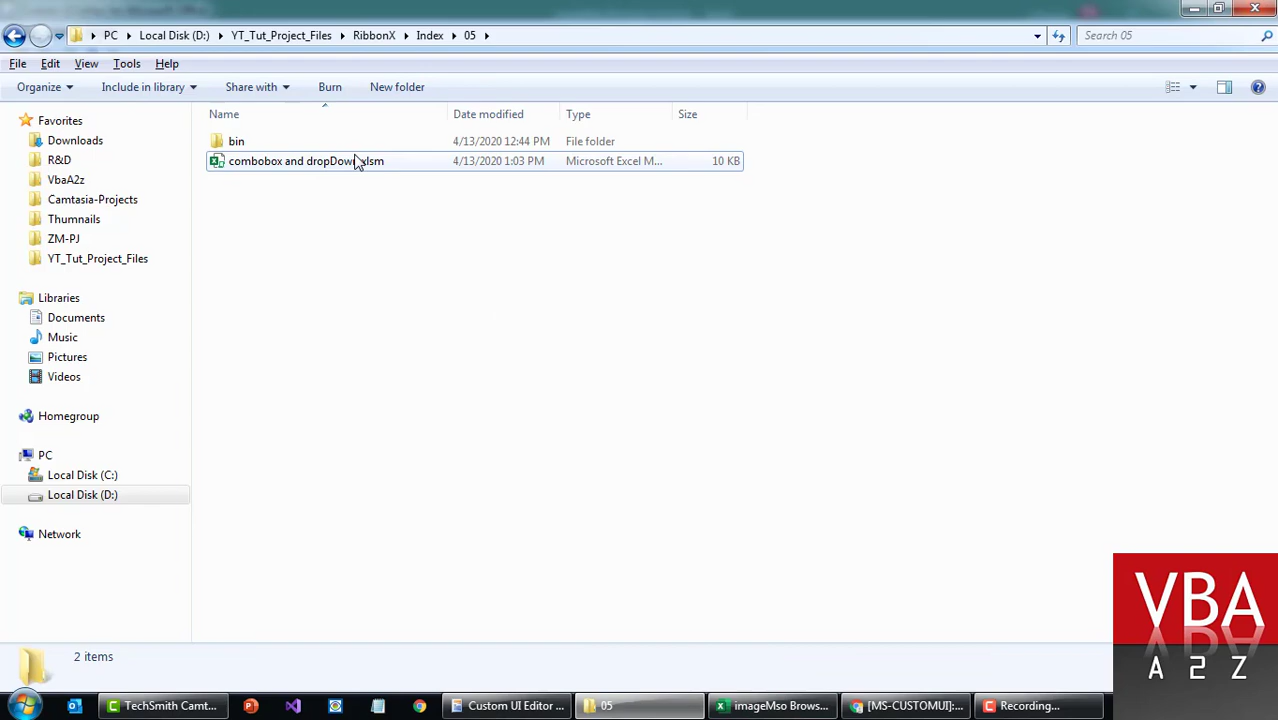 PC Local Disk (D:) YT_Tut_Project_Files RibbonX Index 05 Search 05
File Edit View Tools Help
Organize Include in library Share with Burn New folder
Name Date modified Type Size
Favorites
Downloads
R&D
VbaA2z
Camtasia-Projects
Thumnails
ZM-PJ
YT_Tut_Project_Files
Libraries
Documents
Music
Pictures
Videos
Homegroup
PC
Local Disk (C:)
Local Disk (D:)
Network
bin 4/13/2020 12:44 PM File folder
combobox and dropDown.xlsm 4/13/2020 1:03 PM Microsoft Excel M... 10 KB
2 items
VBA
A 2 Z
TechSmith Camt... Custom UI Editor ... 05 imageMso Brows... [MS-CUSTOMUI]:... Recording...